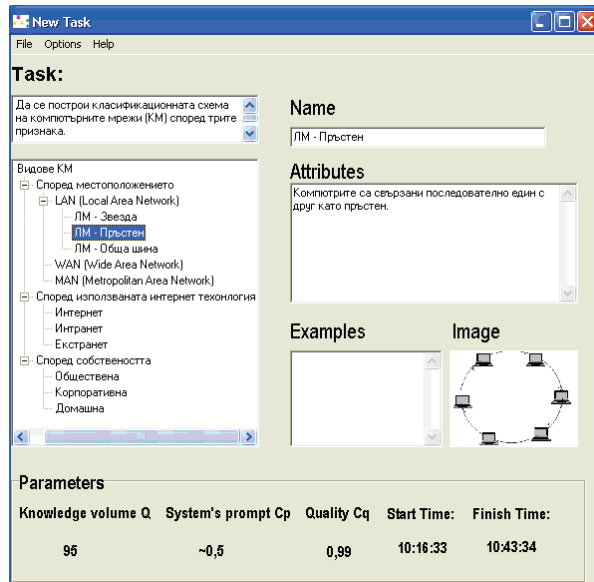 New Task
File Options Help
Task:
Да се построи класификационната схема
на компютърните мрежи (КМ) според трите
признака.
Name
ЛМ - Пръстен
Видове КМ
Според местоположението
LAN (Local Area Network)
ЛМ - Звезда
ЛМ - Пръстен
ЛМ - Обща шина
WAN (Wide Area Network)
MAN (Metropolitan Area Network)
Според използваната интернет техонлогия
Интернет
Интранет
Екстранет
Според собствеността
Обществена
Корпоративна
Домашна
Attributes
Компютрите са свързани последователно един с
друг като пръстен.
Examples
Image
Parameters
Knowledge volume Q System's prompt Cp Quality Cq Start Time: Finish Time:
95 ~0,5 0,99 10:16:33 10:43:34